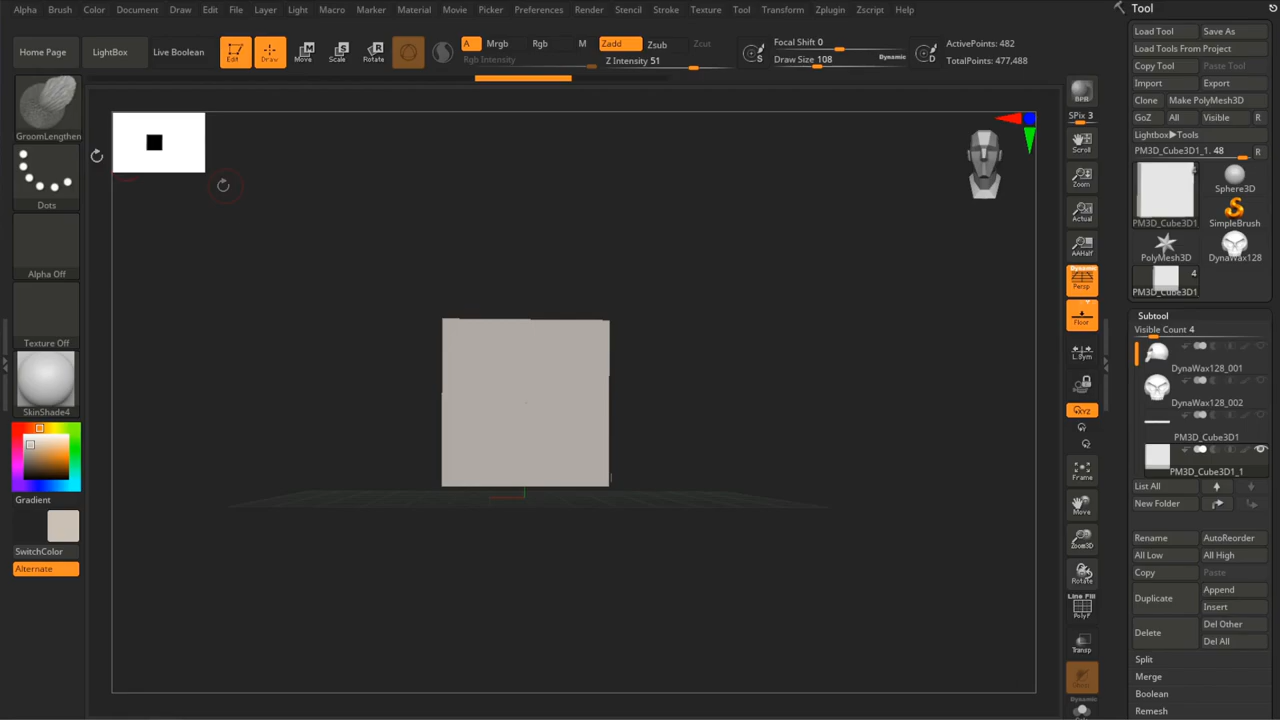 Alpha Brush Color Document Draw Edit File Layer Light Macro Marker Material Movie Picker Preferences Render Stencil Stroke Texture Tool Transform Zplugin Zscript Help
Tool
Home Page
LightBox
Live Boolean
Edit
Draw
Move
Scale
Rotate
A
Mrgb
Rgb
M
Rgb Intensity
Zadd
Zsub
Zcut
Z Intensity 51
S
Focal Shift 0
Draw Size 108
Dynamic
D
ActivePoints: 482
TotalPoints: 477,488
GroomLengthen
Dots
Alpha Off
Texture Off
SkinShade4
Gradient
SwitchColor
Alternate
BPR
SPix 3
Scroll
Zoom
Actual
AAHalf
Dynamic
Persp
Floor
L.Sym
XYZ
Frame
Move
Zoom3D
Rotate
Line Fill
PolyF
Transp
Dynamic
Load Tool
Save As
Load Tools From Project
Copy Tool
Paste Tool
Import
Export
Clone
Make PolyMesh3D
GoZ
All
Visible
R
Lightbox▶Tools
PM3D_Cube3D1_1. 48
R
4
PM3D_Cube3D1
Sphere3D
SimpleBrush
PolyMesh3D
DynaWax128
4
PM3D_Cube3D1
Subtool
Visible Count 4
DynaWax128_001
DynaWax128_002
PM3D_Cube3D1
PM3D_Cube3D1_1
List All
New Folder
Rename
AutoReorder
All Low
All High
Copy
Paste
Duplicate
Append
Insert
Delete
Del Other
Del All
Split
Merge
Boolean
Remesh